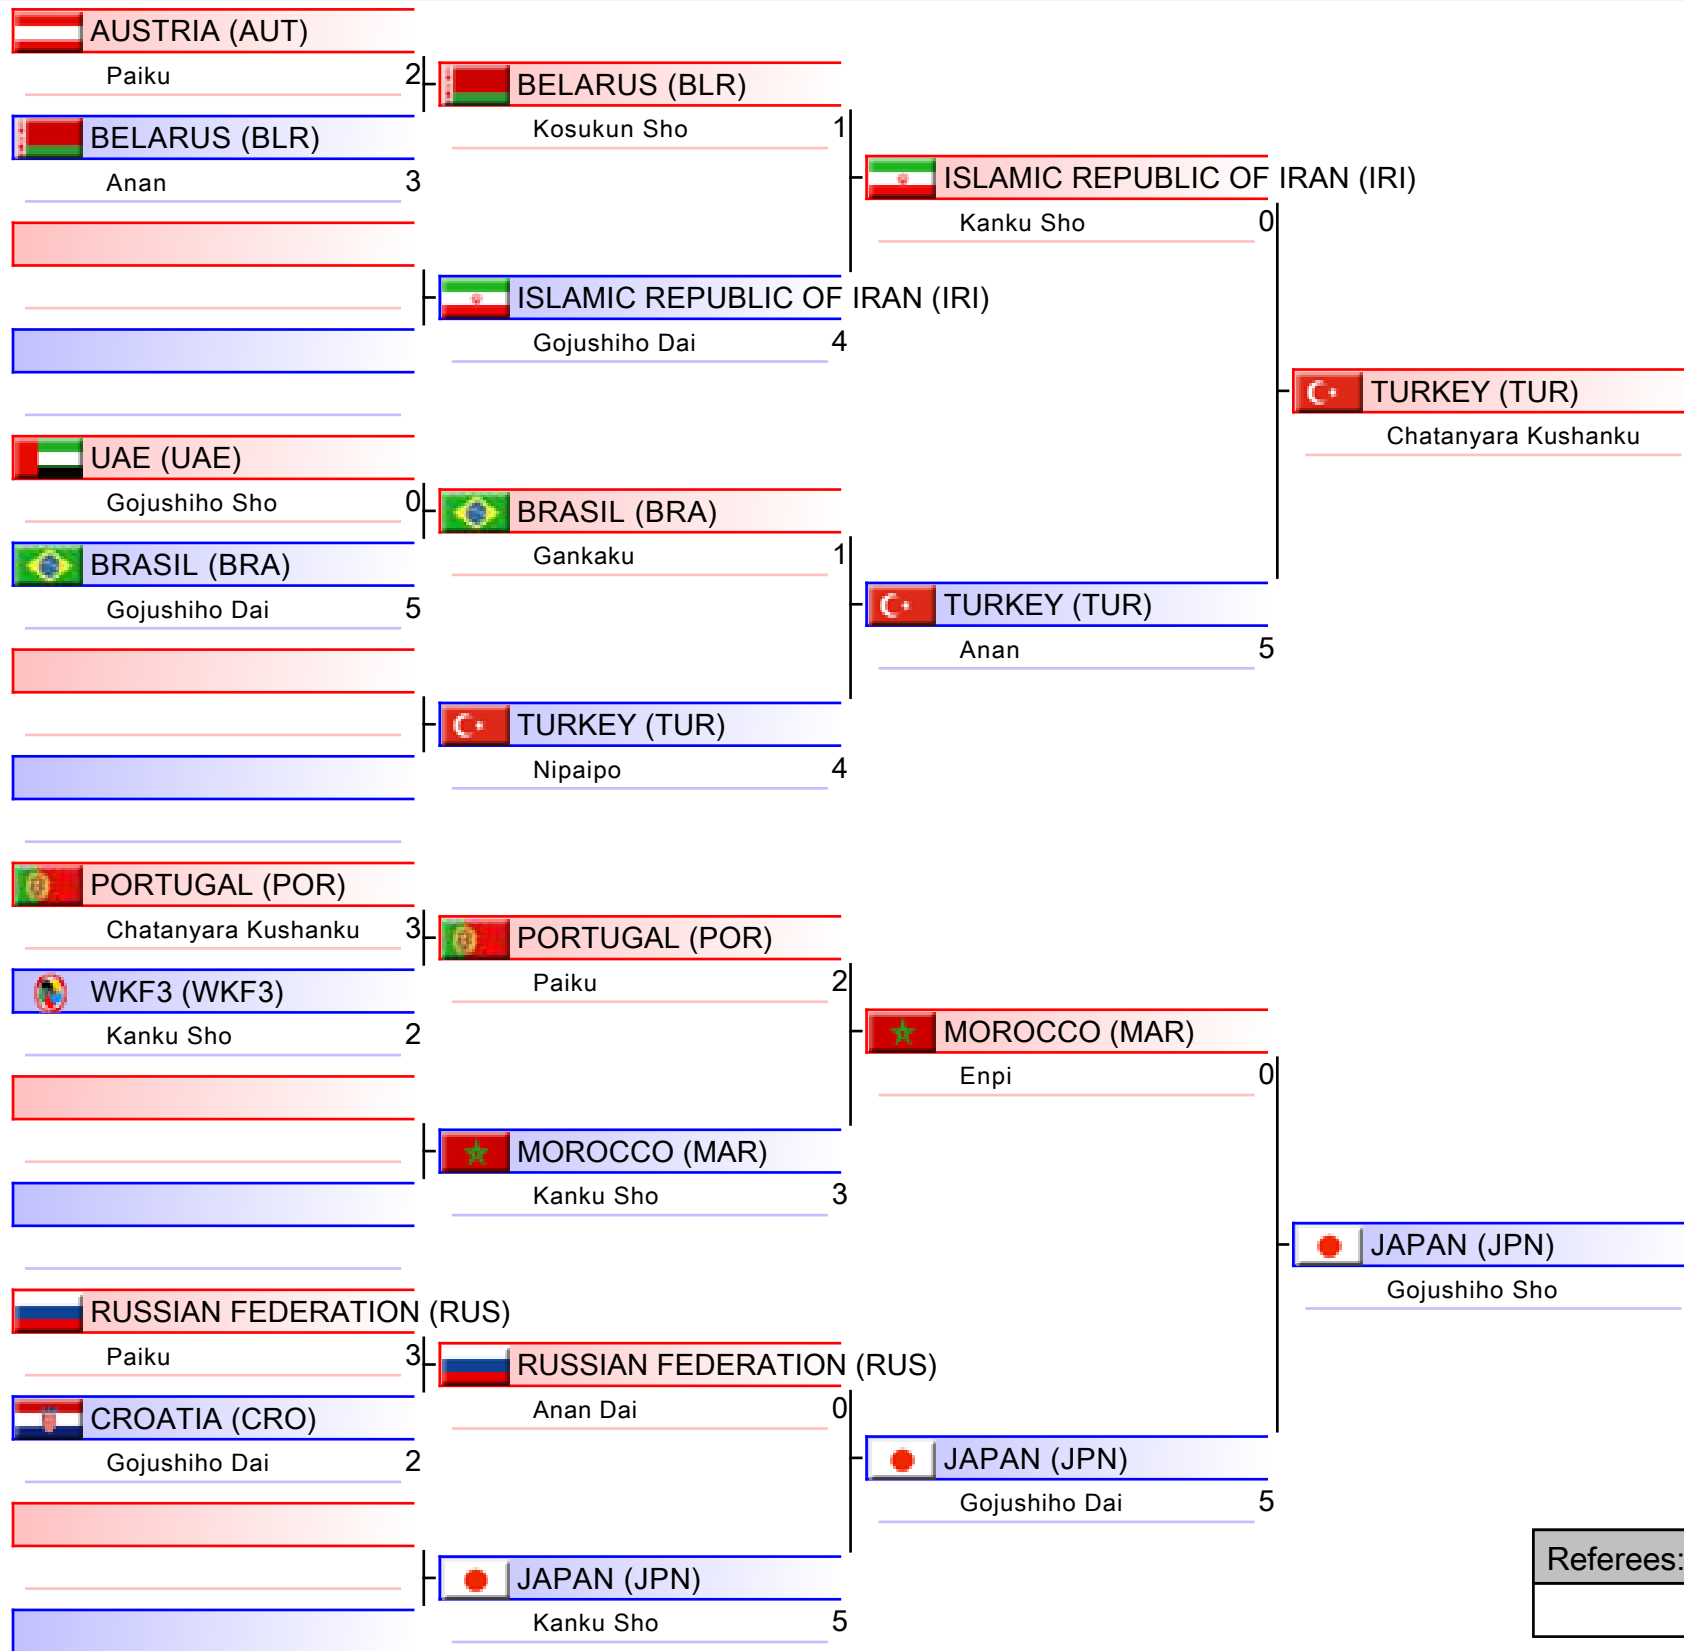 AUSTRIA (AUT)
Paiku 2
BELARUS (BLR)
Anan 3
UAE (UAE)
Gojushiho Sho 0
BRASIL (BRA)
Gojushiho Dai 5
PORTUGAL (POR)
Chatanyara Kushanku 3
WKF3 (WKF3)
Kanku Sho 2
RUSSIAN FEDERATION (RUS)
Paiku 3
CROATIA (CRO)
Gojushiho Dai 2
BELARUS (BLR)
Kosukun Sho 1
ISLAMIC REPUBLIC OF IRAN (IRI)
Gojushiho Dai 4
BRASIL (BRA)
Gankaku 1
TURKEY (TUR)
Nipaipo 4
PORTUGAL (POR)
Paiku 2
MOROCCO (MAR)
Kanku Sho 3
RUSSIAN FEDERATION (RUS)
Anan Dai 0
JAPAN (JPN)
Kanku Sho 5
ISLAMIC REPUBLIC OF IRAN (IRI)
Kanku Sho 0
TURKEY (TUR)
Anan 5
MOROCCO (MAR)
Enpi 0
JAPAN (JPN)
Gojushiho Dai 5
TURKEY (TUR)
Chatanyara Kushanku
JAPAN (JPN)
Gojushiho Sho
Referees: